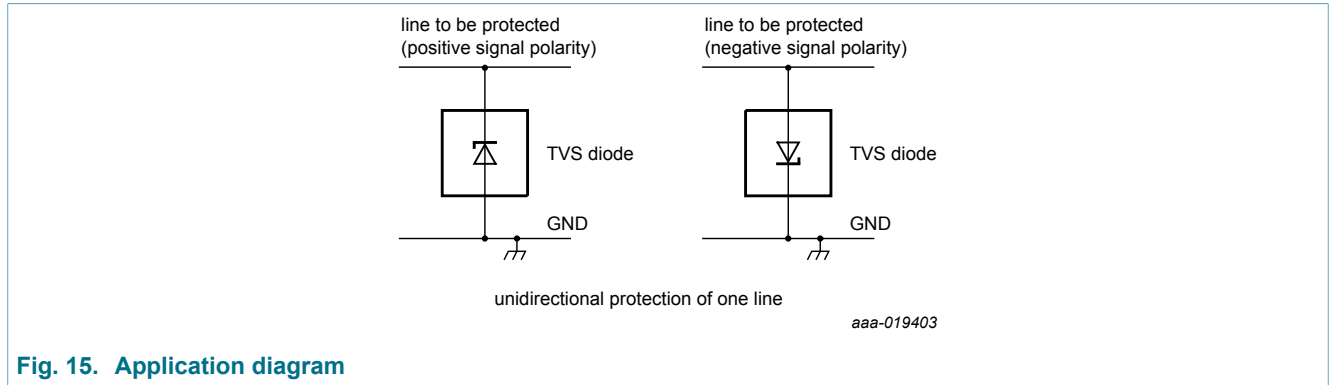 line to be protected
(positive signal polarity)
line to be protected
(negative signal polarity)
TVS diode
TVS diode
GND
GND
unidirectional protection of one line
aaa-019403
Fig. 15. Application diagram